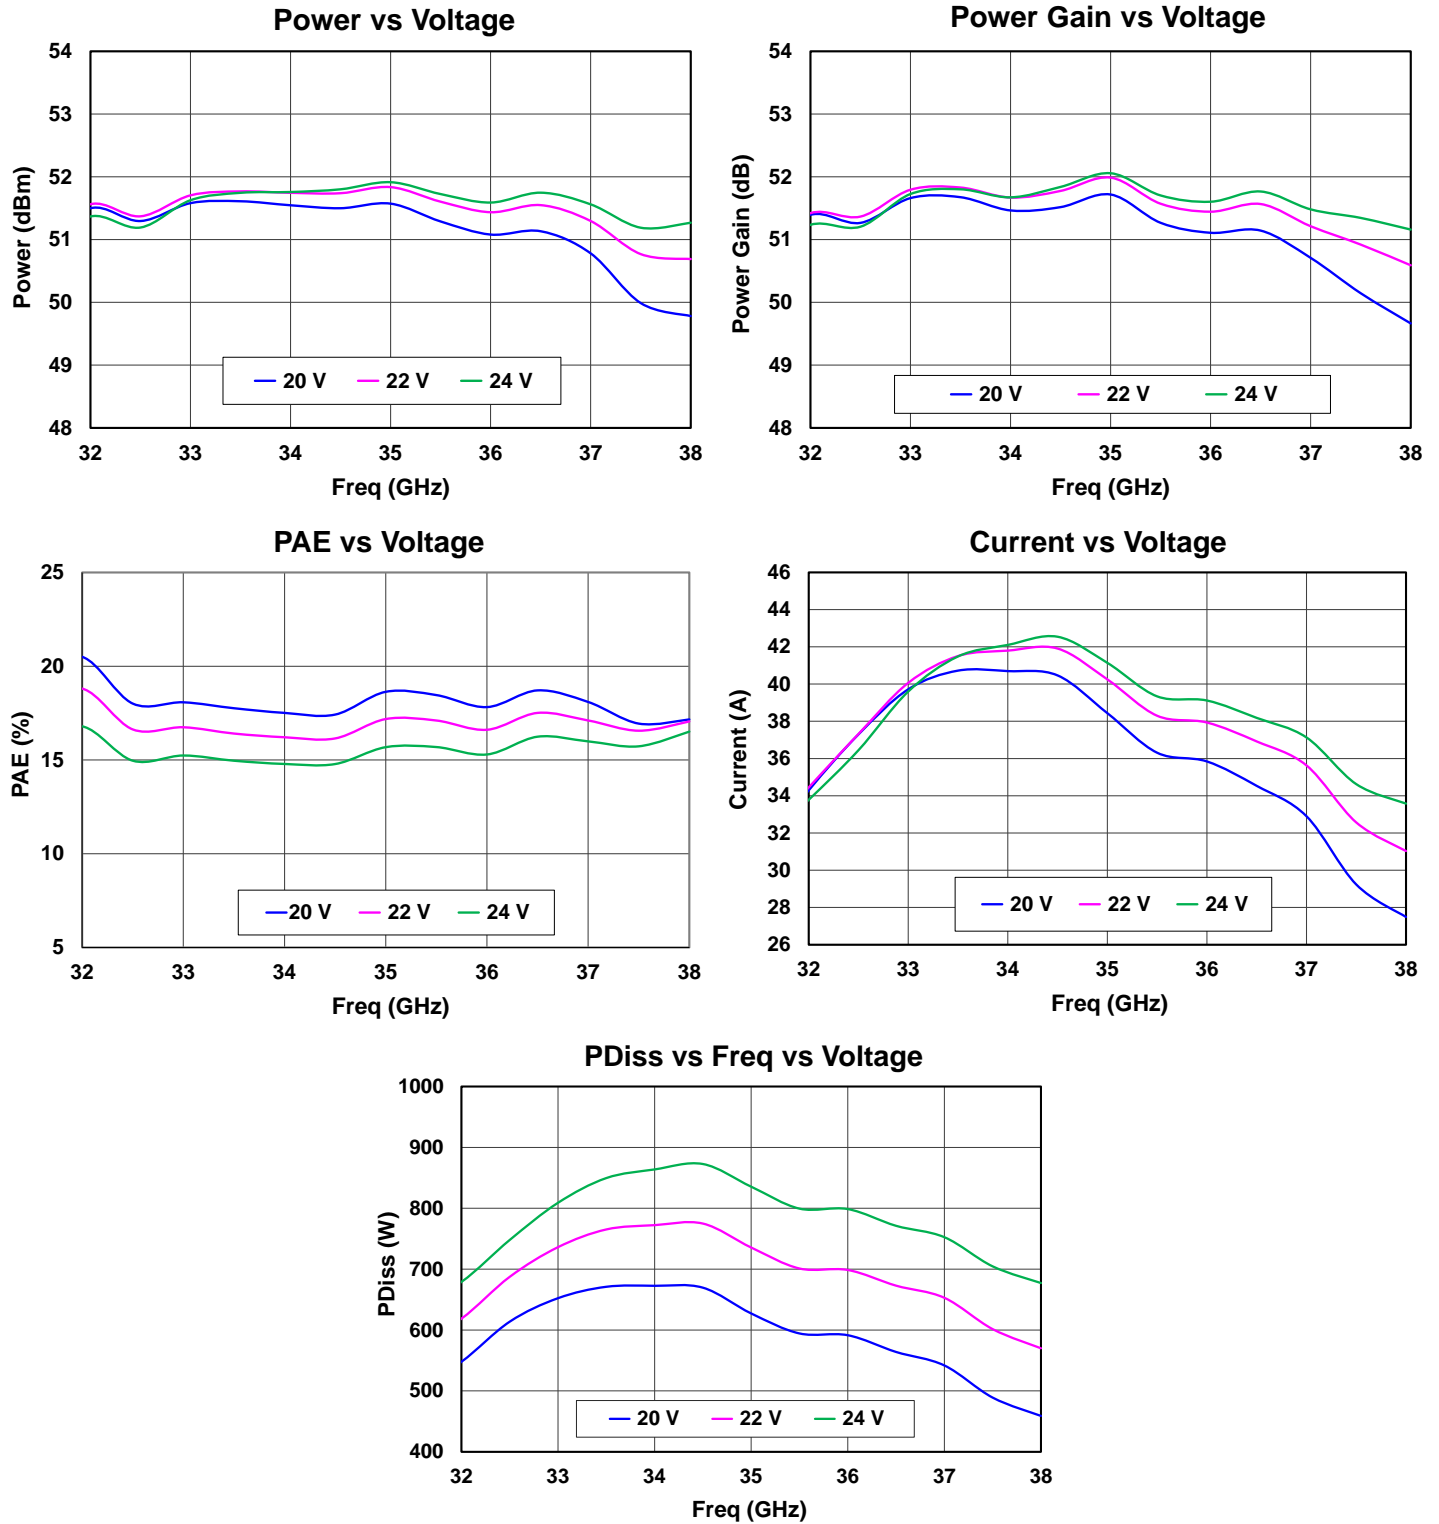 Power vs Voltage
54
53
52
51
50
49
48
Power (dBm)
20 V 22 V 24 V
32 33 34 35 36 37 38
Freq (GHz)
Power Gain vs Voltage
54
53
52
51
50
49
48
Power Gain (dB)
20 V 22 V 24 V
32 33 34 35 36 37 38
Freq (GHz)
PAE vs Voltage
25
20
15
10
5
PAE (%)
20 V 22 V 24 V
32 33 34 35 36 37 38
Freq (GHz)
Current vs Voltage
46
44
42
40
38
36
34
32
30
28
26
Current (A)
20 V 22 V 24 V
32 33 34 35 36 37 38
Freq (GHz)
PDiss vs Freq vs Voltage
1000
900
800
700
600
500
400
PDiss (W)
20 V 22 V 24 V
32 33 34 35 36 37 38
Freq (GHz)